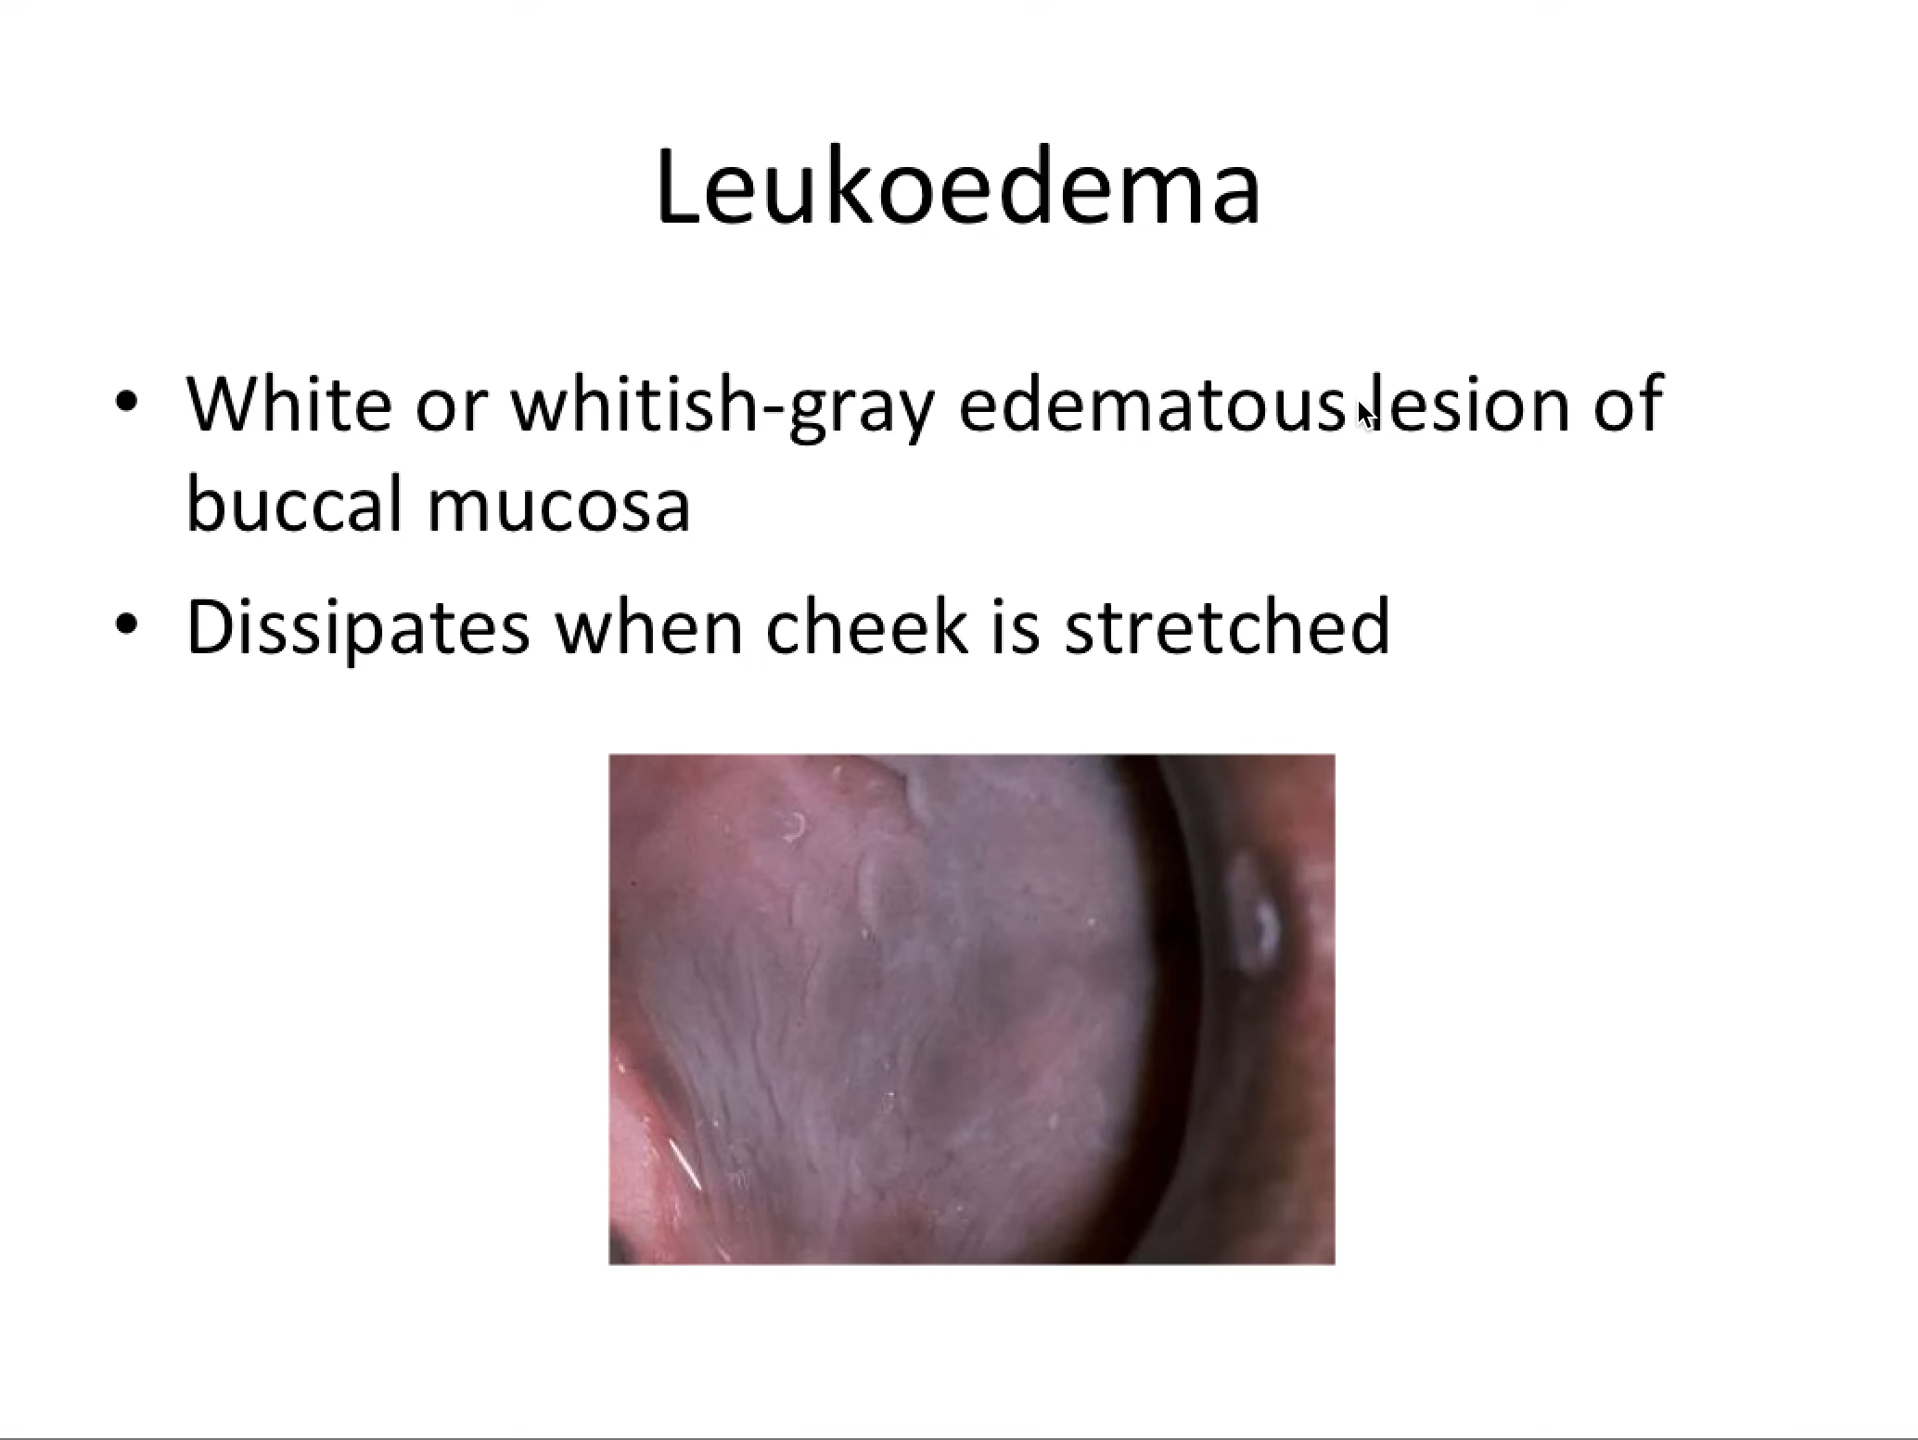 Leukoedema
• White or whitish-gray edematous lesion of
buccal mucosa
• Dissipates when cheek is stretched